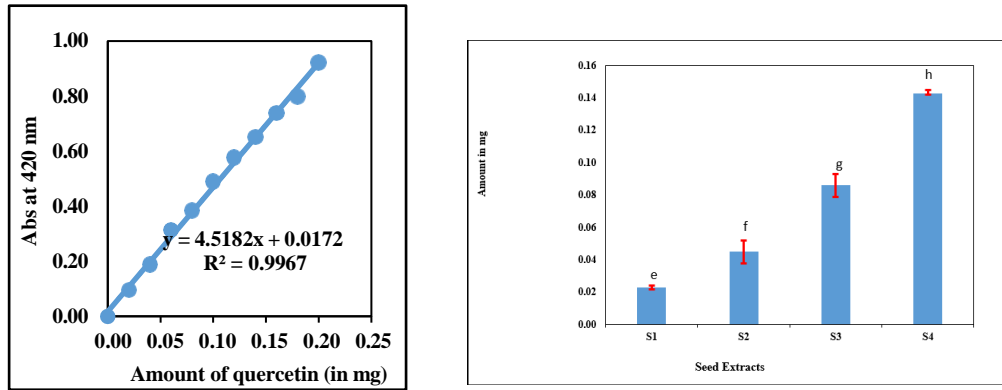 1.00
0.80
0.60
0.40
0.20
0.00
Abs at 420 nm
y = 4.5182x + 0.0172
R² = 0.9967
0.00 0.05 0.10 0.15 0.20 0.25
Amount of quercetin (in mg)
0.16
0.14
0.12
0.10
0.08
0.06
0.04
0.02
0.00
Amount in mg
e
f
g
h
S1 S2 S3 S4
Seed Extracts